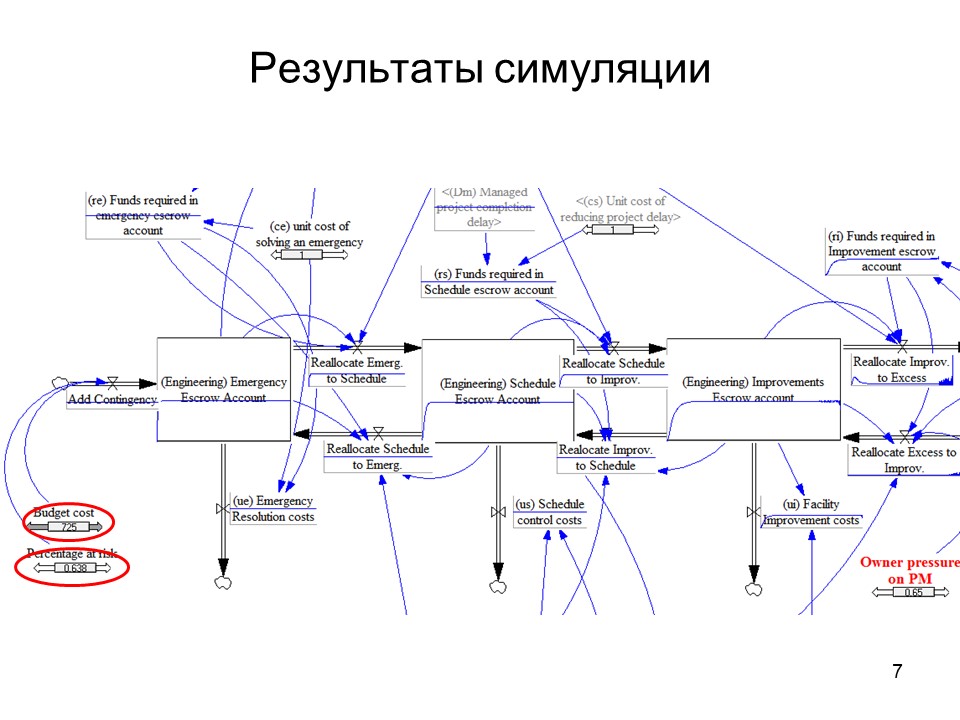 Результаты симуляции
(re) Funds required in
emergency escrow
account
(ce) unit cost of
solving an emergency
1
<(Dm) Managed
project completion
delay>
<(cs) Unit cost of
reducing project delay>
1
(rs) Funds required in
Schedule escrow account
(ri) Funds required in
Improvement escrow
account
Reallocate Emerg.
to Schedule
Reallocate Schedule
to Improv.
Reallocate Improv.
to Excess
Add Contingency
(Engineering) Emergency
Escrow Account
(Engineering) Schedule
Escrow Account
(Engineering) Improvements
Escrow account
Reallocate Schedule
to Emerg.
Realocate Improv.
to Schedule
Reallocate Excess to
Improv.
(ue) Emergency
Resolution costs
(us) Schedule
control costs
(ui) Facility
Improvement costs
Budget cost
725
Percentage at risk
0.638
Owner pressure
on PM
0.65
7